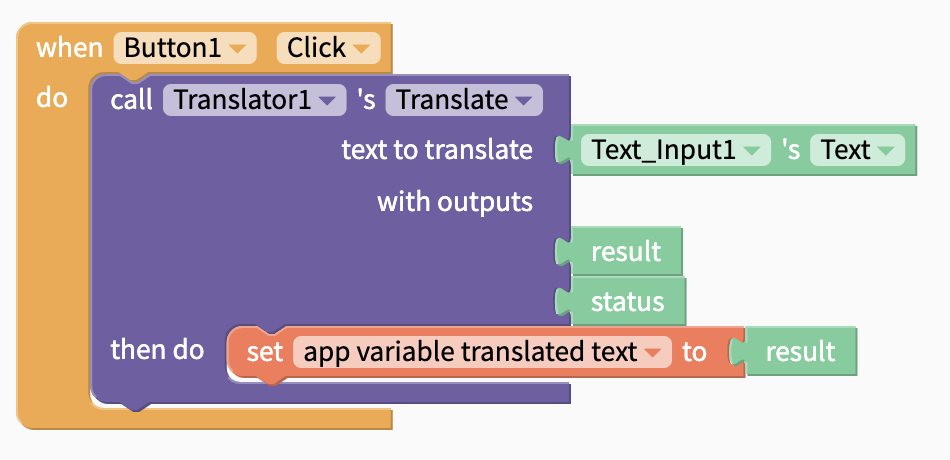 when Button1 Click
do call Translator1 's Translate
text to translate Text_Input1 's Text
with outputs
result
status
then do set app variable translated text to result